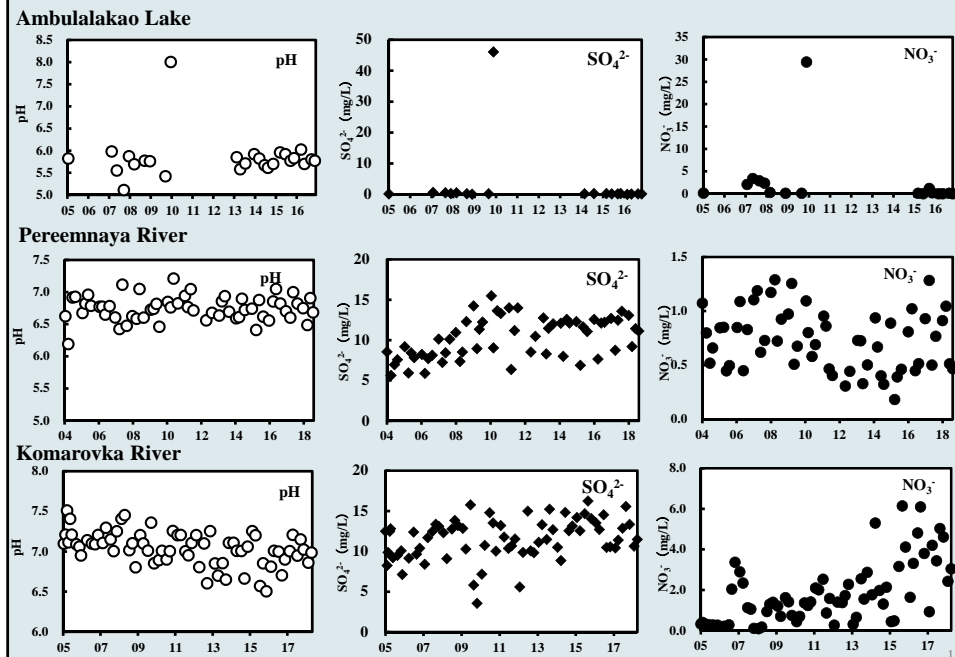 Ambulalakao Lake
8.5 8.0 7.5 7.0 6.5 6.0 5.5 5.0
pH
pH
05 06 07 08 09 10 11 12 13 14 15 16
50 40 30 20 10 0
SO₄²⁻ (mg/L)
SO₄²⁻
05 06 07 08 09 10 11 12 13 14 15 16
35 30 25 20 15 10 5 0
NO₃⁻ (mg/L)
NO₃⁻
05 06 07 08 09 10 11 12 13 14 15 16
Pereemnaya River
7.5 7.0 6.5 6.0 5.5 5.0
pH
pH
04 06 08 10 12 14 16 18
20 15 10 5 0
SO₄²⁻ (mg/L)
SO₄²⁻
04 06 08 10 12 14 16 18
1.5 1.0 0.5 0.0
NO₃⁻ (mg/L)
NO₃⁻
04 06 08 10 12 14 16 18
Komarovka River
8.0 7.5 7.0 6.5 6.0
pH
pH
05 07 09 11 13 15 17
20 15 10 5 0
SO₄²⁻ (mg/L)
SO₄²⁻
05 07 09 11 13 15 17
8.0 6.0 4.0 2.0 0.0
NO₃⁻ (mg/L)
NO₃⁻
05 07 09 11 13 15 17